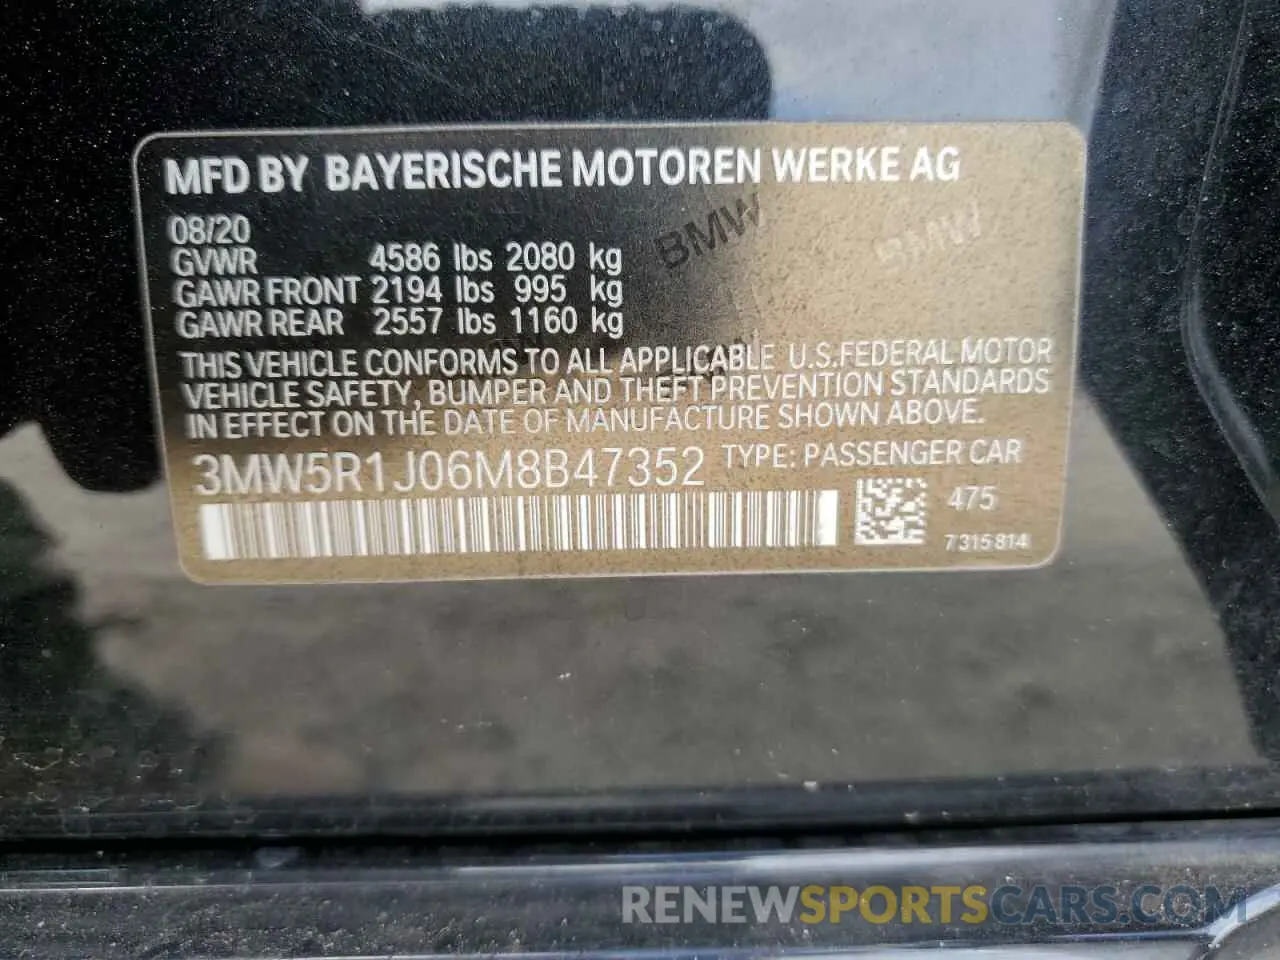 MFD BY BAYERISCHE MOTOREN WERKE AG
08/20
GVWR 4586 lbs 2080 kg
GAWR FRONT 2194 lbs 995 kg
GAWR REAR 2557 lbs 1160 kg
BMW BMW
THIS VEHICLE CONFORMS TO ALL APPLICABLE U.S.FEDERAL MOTOR
VEHICLE SAFETY, BUMPER AND THEFT PREVENTION STANDARDS
IN EFFECT ON THE DATE OF MANUFACTURE SHOWN ABOVE.
3MW5R1J06M8B47352 TYPE: PASSENGER CAR
475
7315814
RENEWSPORTSCARS.COM